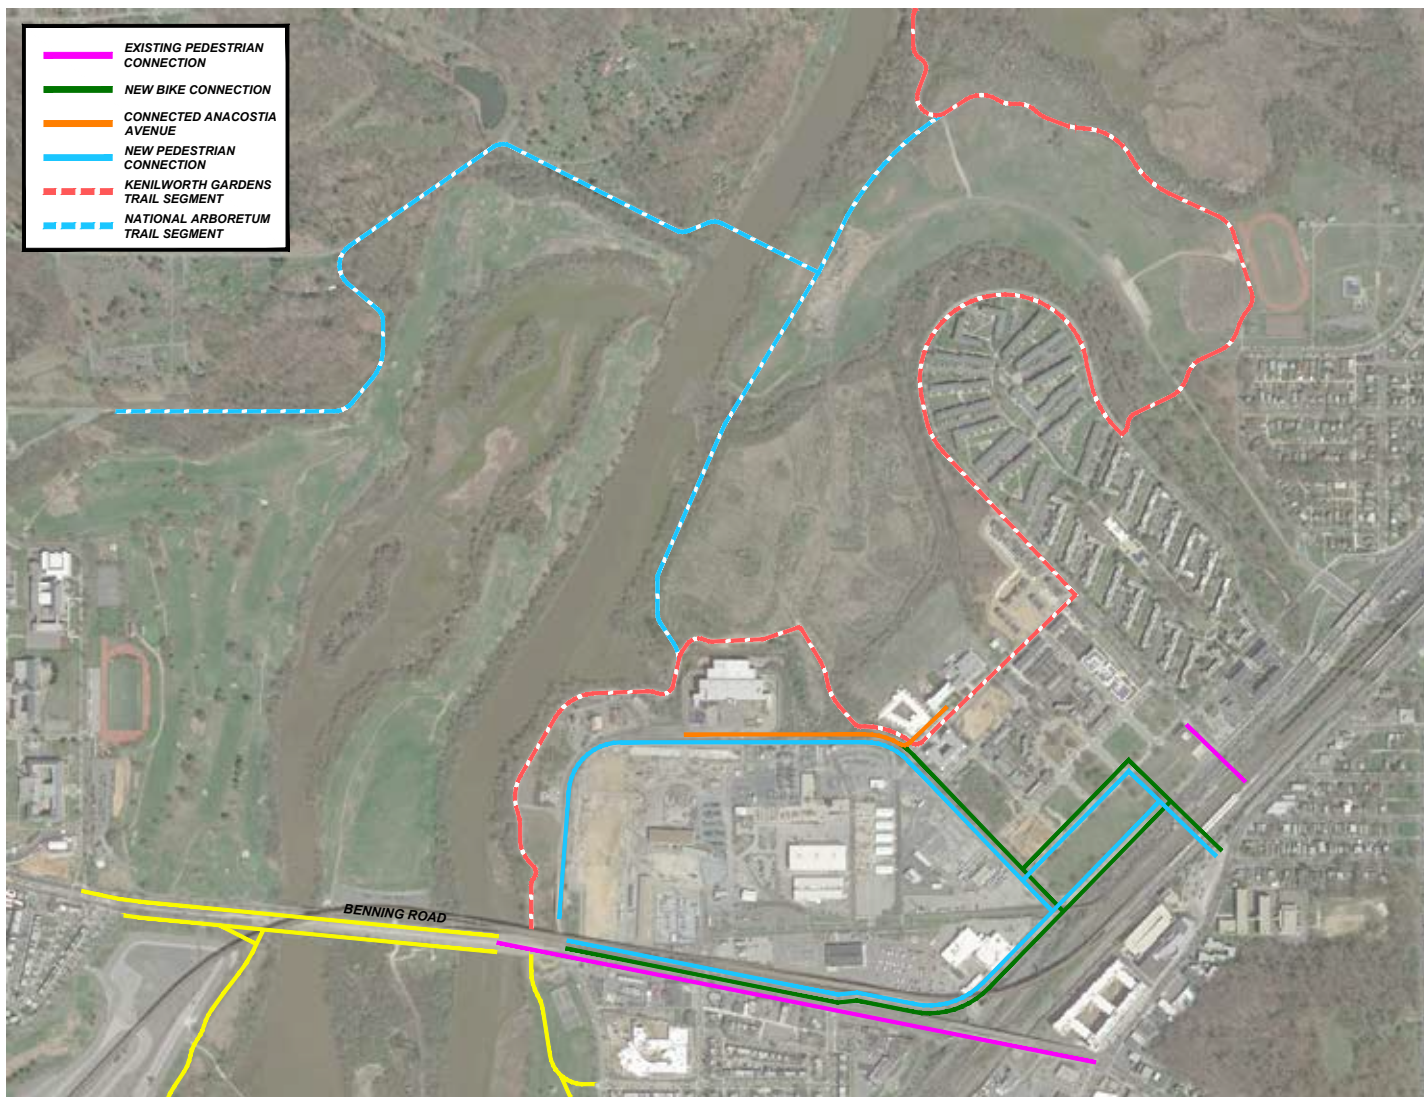 EXISTING PEDESTRIAN
CONNECTION
NEW BIKE CONNECTION
CONNECTED ANACOSTIA
AVENUE
NEW PEDESTRIAN
CONNECTION
KENILWORTH GARDENS
TRAIL SEGMENT
NATIONAL ARBORETUM
TRAIL SEGMENT
BENNING ROAD